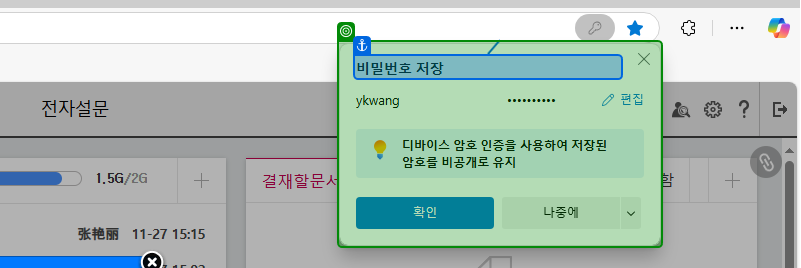 전자설문
비밀번호 저장
ykwang
••••••••••
편집
디바이스 암호 인증을 사용하여 저장된
암호를 비공개로 유지
1.5G/2G
결재할문서
함
확인
나중에
张艳丽 11-27 15:15